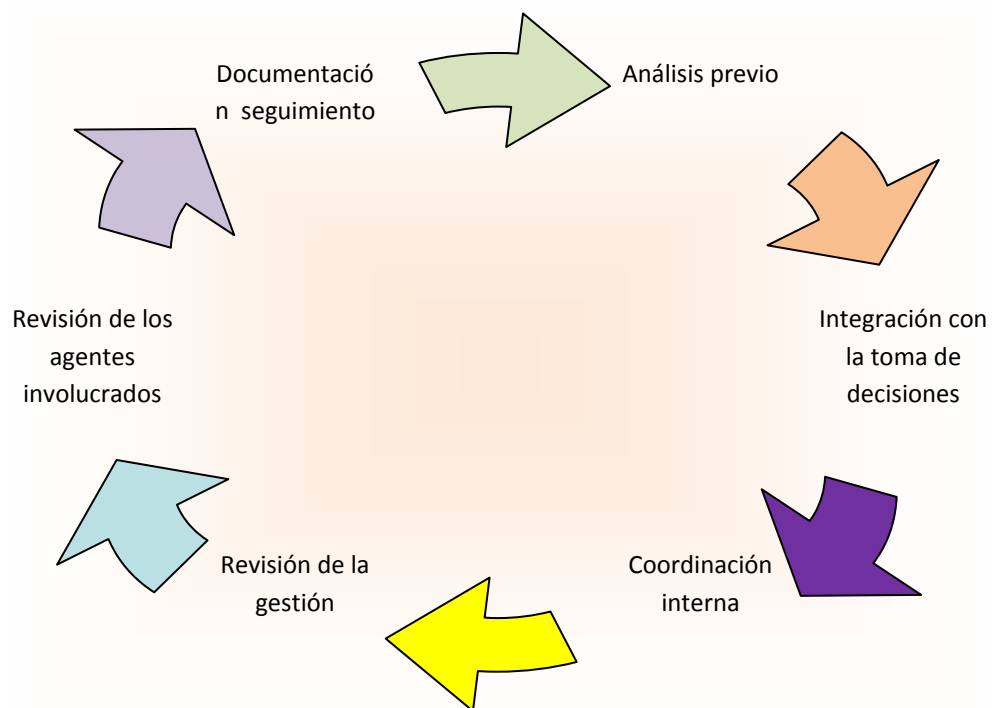 Documentació
n seguimiento
Análisis previo
Integración con
la toma de
decisiones
Coordinación
interna
Revisión de la
gestión
Revisión de los
agentes
involucrados